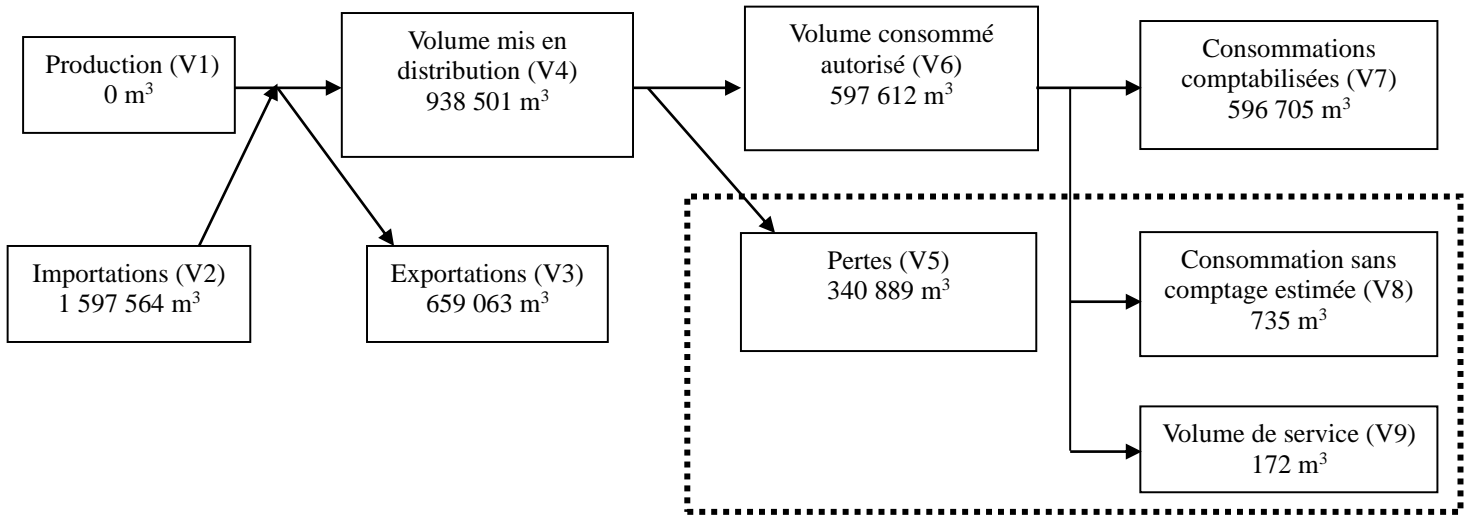 Production (V1)
0 m³
Volume mis en
distribution (V4)
938 501 m³
Volume consommé
autorisé (V6)
597 612 m³
Consommations
comptabilisées (V7)
596 705 m³
Importations (V2)
1 597 564 m³
Exportations (V3)
659 063 m³
Pertes (V5)
340 889 m³
Consommation sans
comptage estimée (V8)
735 m³
Volume de service (V9)
172 m³